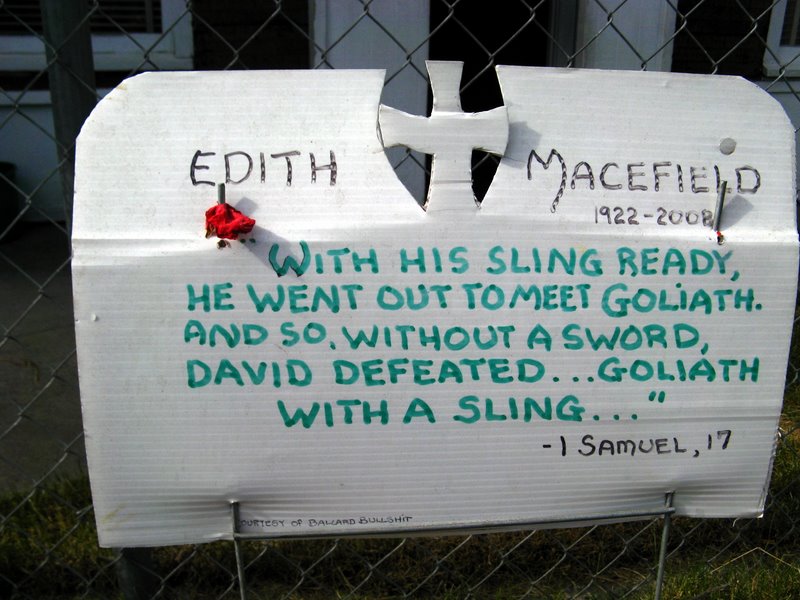 EDITH MACEFIELD
1922-2008
"WITH HIS SLING READY,
HE WENT OUT TO MEET GOLIATH.
AND SO, WITHOUT A SWORD,
DAVID DEFEATED...GOLIATH
WITH A SLING..."
-1 SAMUEL, 17
OURTESY OF BALLARD BULLSHIT